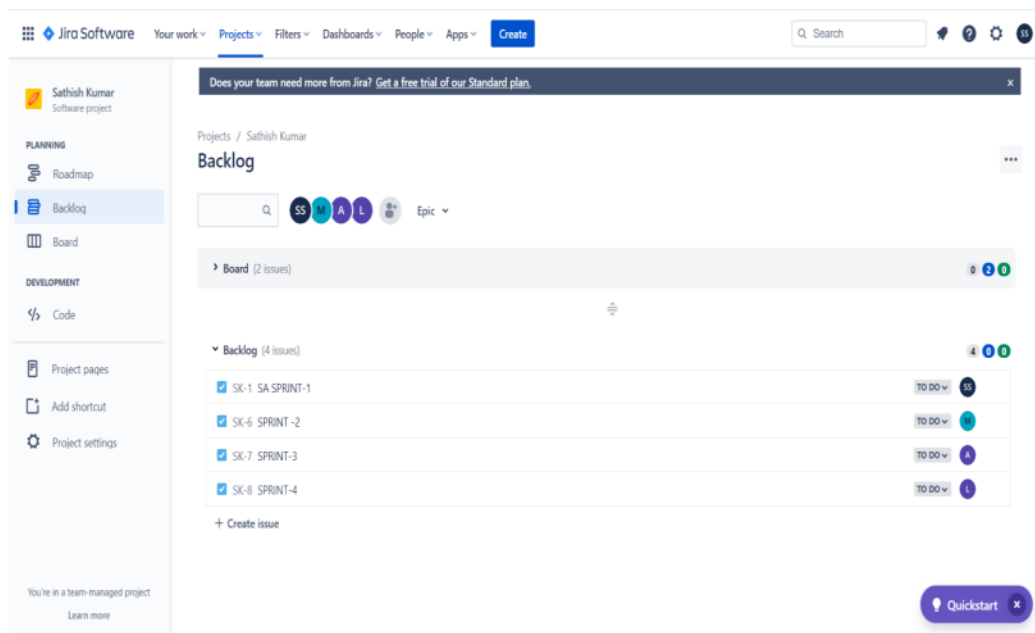 Jira Software Your work Projects Filters Dashboards People Apps Create Search SS
Does your team need more from Jira? Get a free trial of our Standard plan. x
Sathish Kumar
Software project
PLANNING
Roadmap
Backlog
Board
DEVELOPMENT
Code
Project pages
Add shortcut
Project settings
You're in a team-managed project
Learn more
Projects / Sathish Kumar
Backlog
SS M A L Epic
Board (2 issues) 0 2 0
Backlog (4 issues) 4 0 0
SK-1 SA SPRINT-1 TO DO SS
SK-6 SPRINT -2 TO DO M
SK-7 SPRINT-3 TO DO A
SK-8 SPRINT-4 TO DO L
+ Create issue
Quickstart x